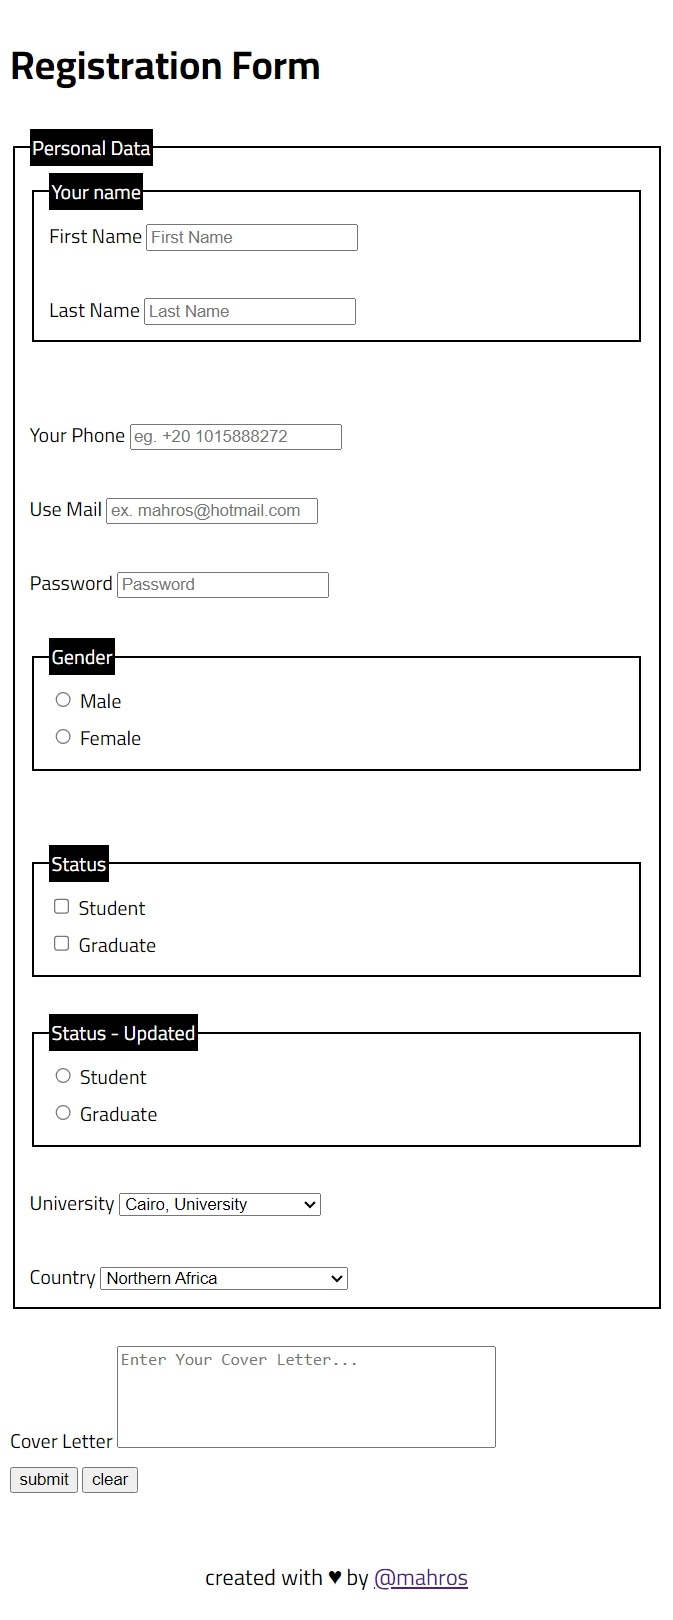 Registration Form
Personal Data
Your name
First Name First Name
Last Name Last Name
Your Phone eg. +20 1015888272
Use Mail ex. mahros@hotmail.com
Password Password
Gender
Male
Female
Status
Student
Graduate
Status - Updated
Student
Graduate
University Cairo, University
Country Northern Africa
Enter Your Cover Letter...
Cover Letter
submit clear
created with ♥ by @mahros